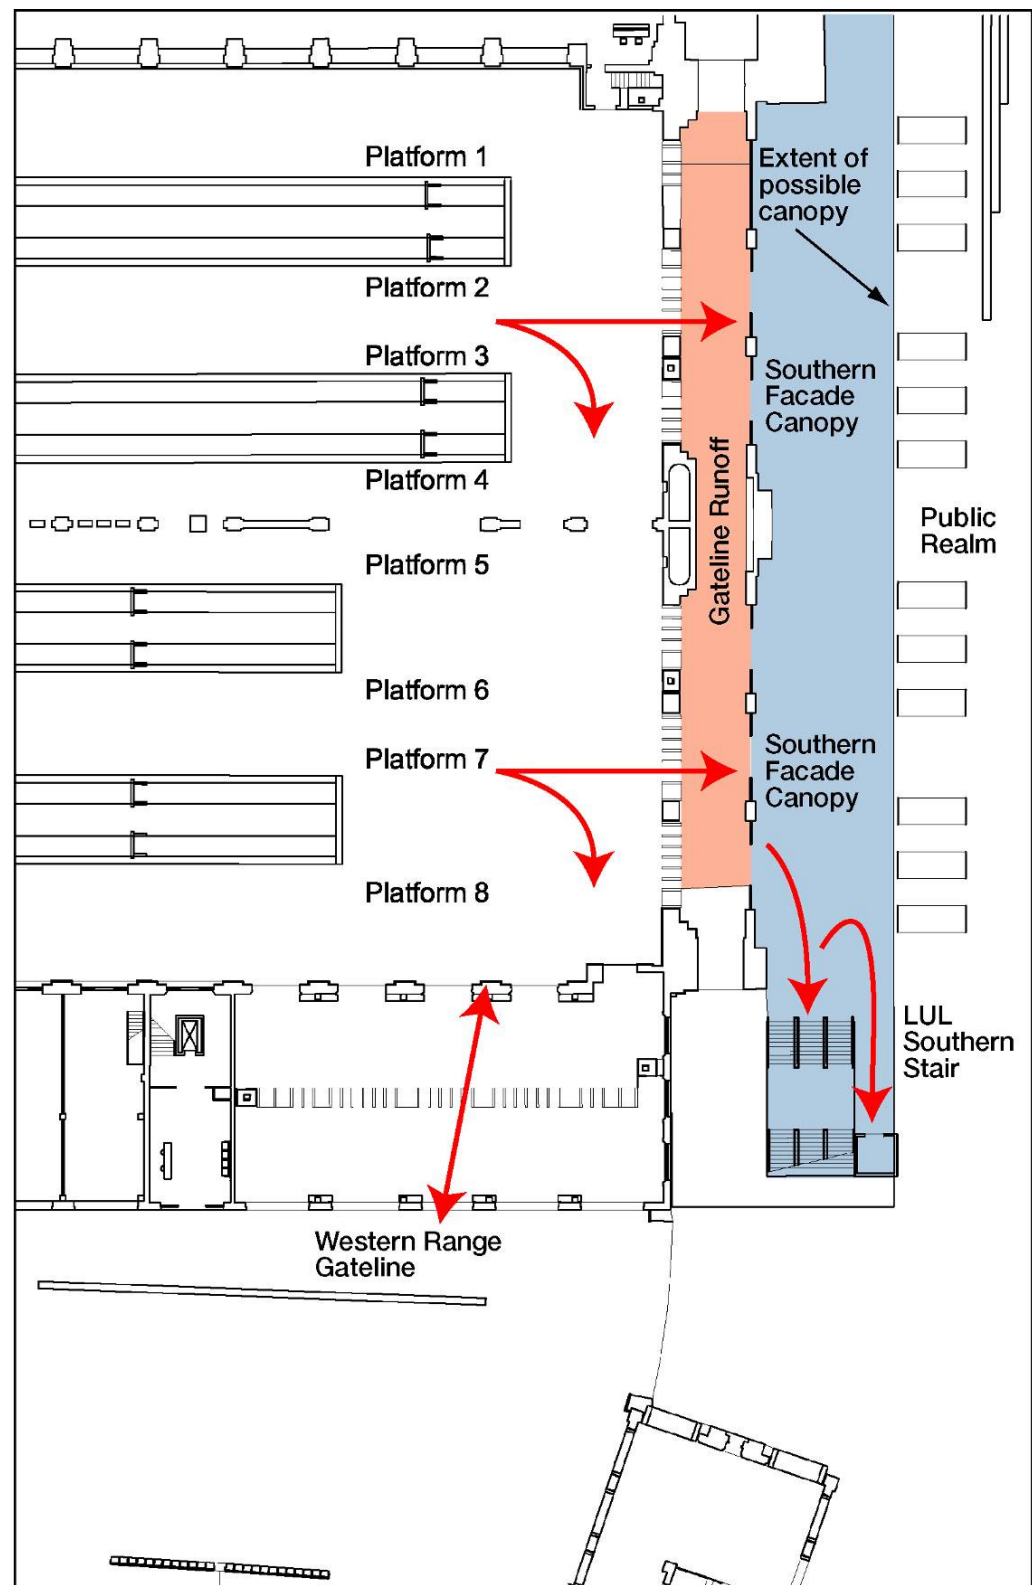 Platform 1
Extent of
possible
canopy
Platform 2
Platform 3
Southern
Facade
Canopy
Platform 4
Gateline Runoff
Public
Realm
Platform 5
Platform 6
Southern
Facade
Canopy
Platform 7
Platform 8
LUL
Southern
Stair
Western Range
Gateline